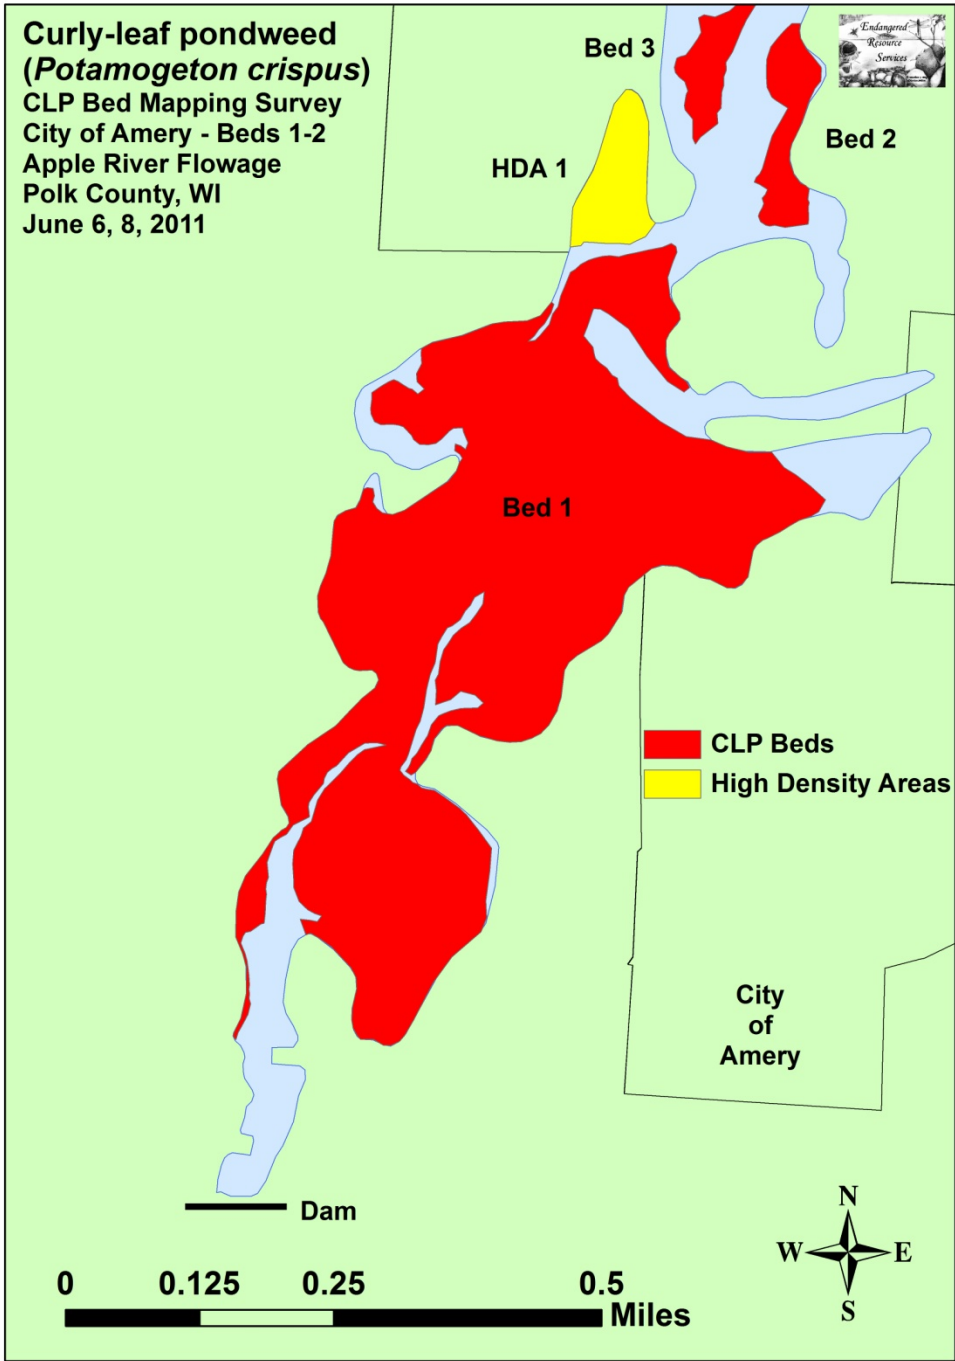 Curly-leaf pondweed
(Potamogeton crispus)
CLP Bed Mapping Survey
City of Amery - Beds 1-2
Apple River Flowage
Polk County, WI
June 6, 8, 2011
Endangered
Resource
Services
Bed 3
Bed 2
HDA 1
Bed 1
CLP Beds
High Density Areas
City
of
Amery
Dam
N
W E
S
0 0.125 0.25 0.5
Miles